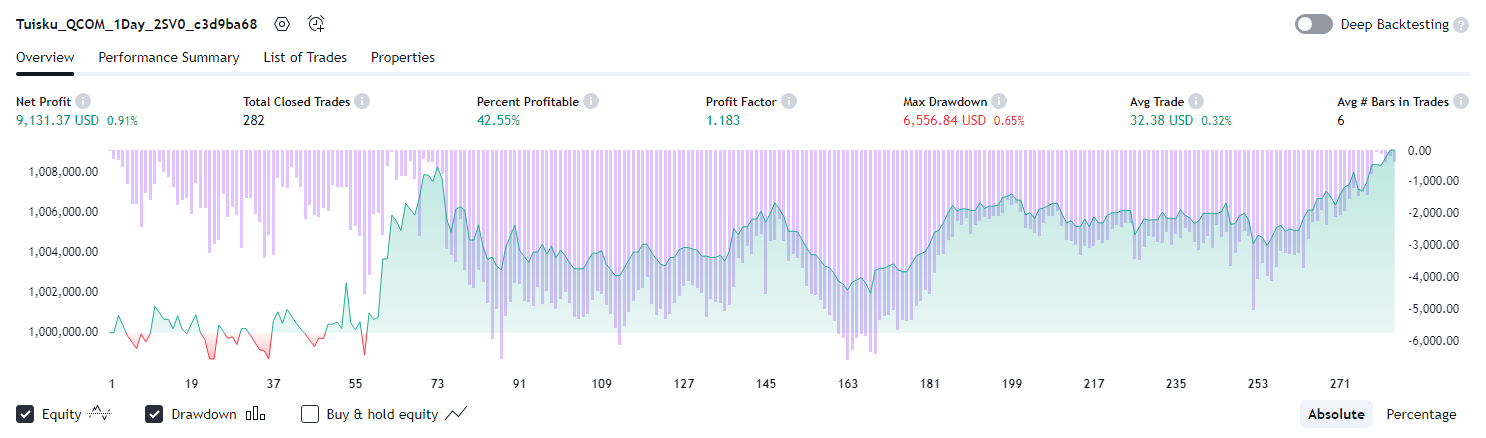 Tuisku_QCOM_1Day_2SV0_c3d9ba68 Deep Backtesting ?
Overview Performance Summary List of Trades Properties
Net Profit i Total Closed Trades i Percent Profitable i Profit Factor i Max Drawdown i Avg Trade i Avg # Bars in Trades i
9,131.37 USD 0.91% 282 42.55% 1.183 6,556.84 USD 0.65% 32.38 USD 0.32% 6
0.00
1,008,000.00 -1,000.00
1,006,000.00 -2,000.00
1,004,000.00 -3,000.00
-4,000.00
1,002,000.00 -5,000.00
1,000,000.00 -6,000.00
1 19 37 55 73 91 109 127 145 163 181 199 217 235 253 271
Equity Drawdown Buy & hold equity Absolute Percentage